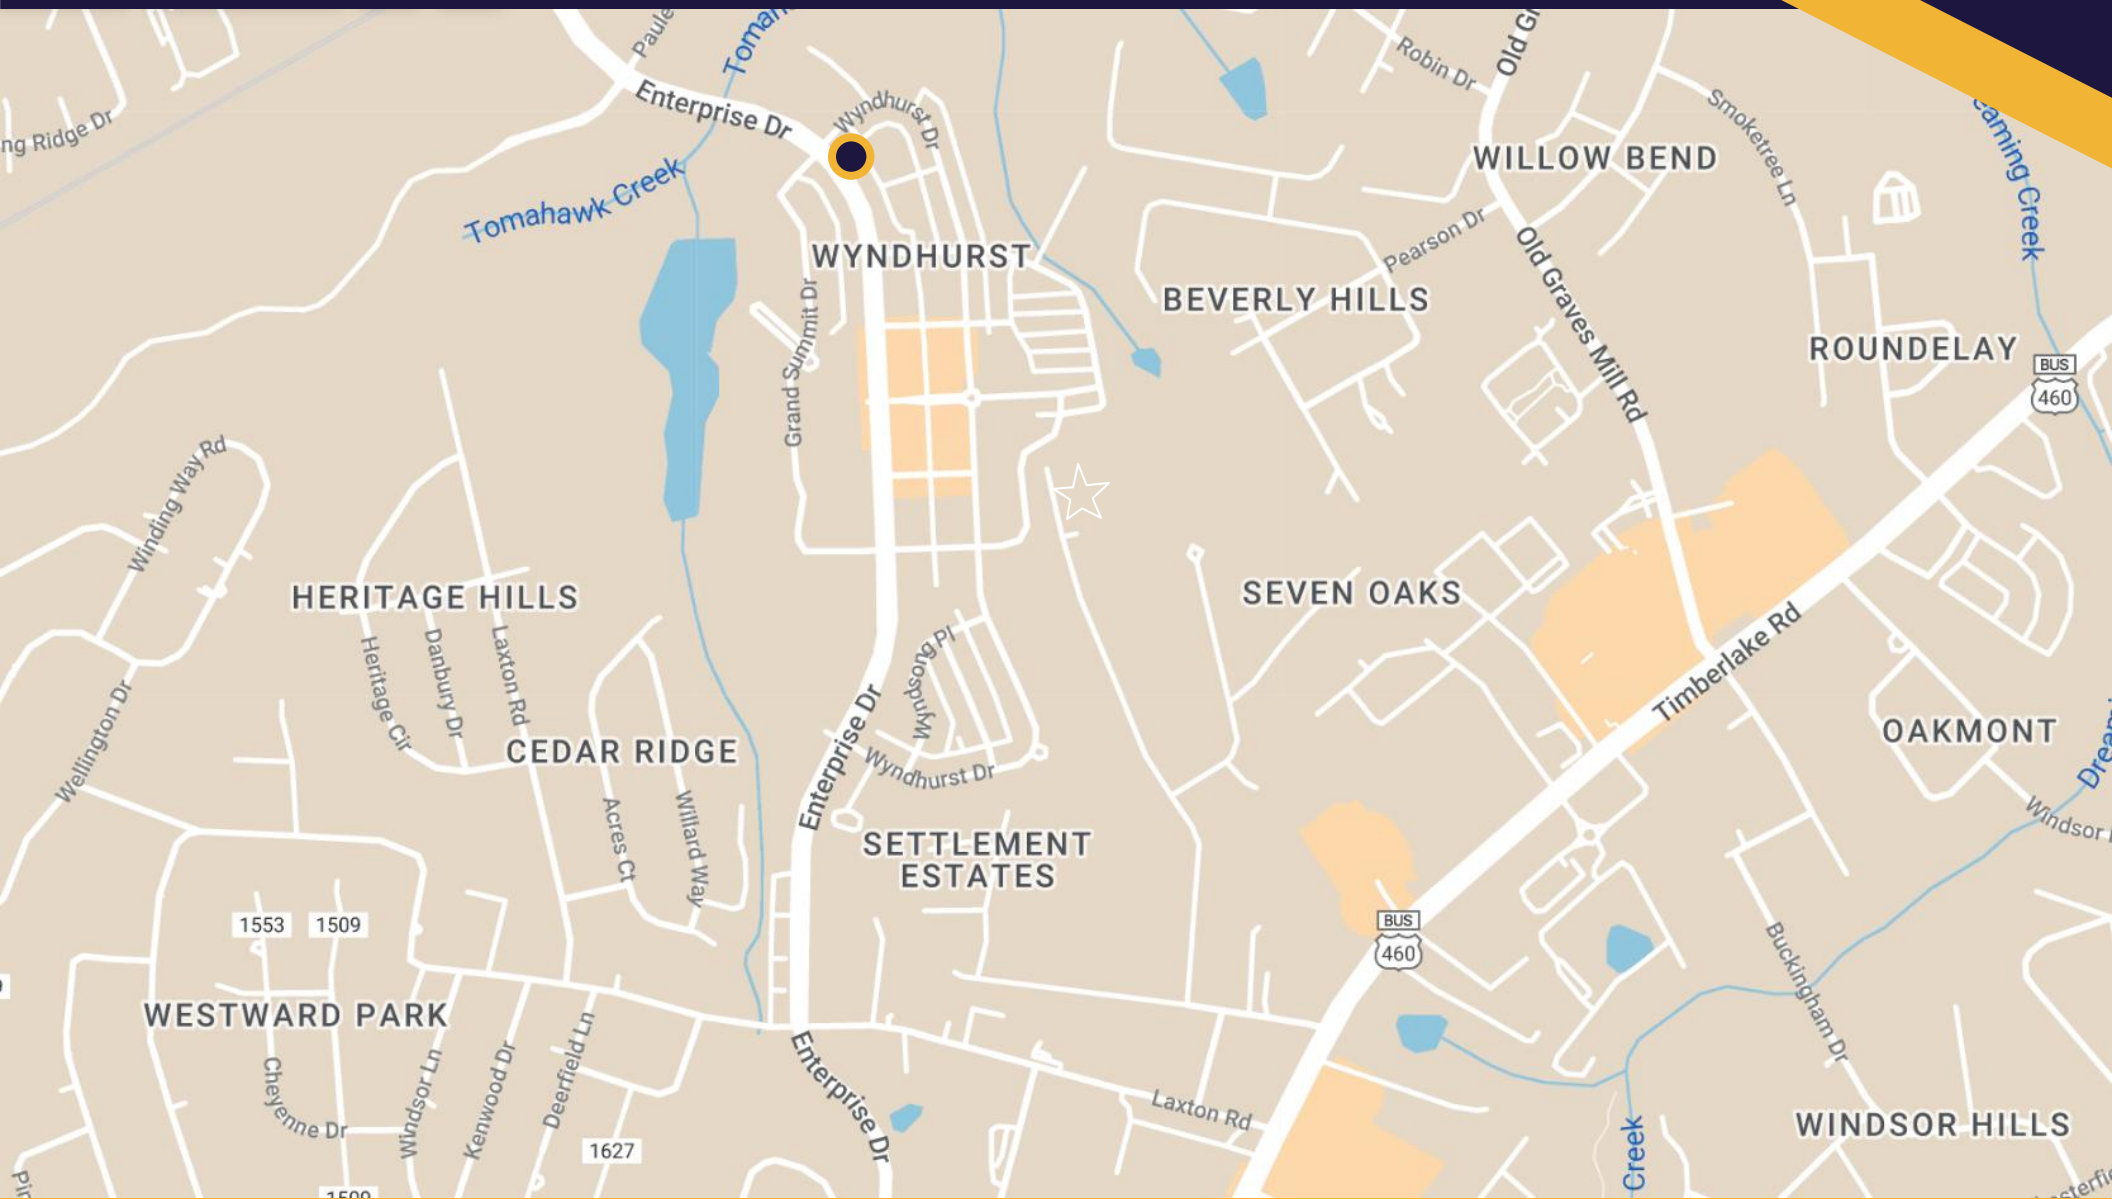 Enterprise Dr
Wyndhurst Dr
Robin Dr
Smoketree Ln
Ridge Dr
WILLOW BEND
Tomahawk Creek
Creek
Pearson Dr
WYNDHURST
Old Graves Mill Rd
BEVERLY HILLS
Grand Summit Dr
ROUNDELAY
BUS
460
Winding Way Rd
HERITAGE HILLS
SEVEN OAKS
Heritage Cir
Danbury Dr
Laxton Rd
Wyndsong Pl
Timberlake Rd
Wellington Dr
Enterprise Dr
OAKMONT
CEDAR RIDGE
Wyndhurst Dr
Acres Ct
Willard Way
Windsor
SETTLEMENT
ESTATES
1553
1509
BUS
460
Buckingham Dr
WESTWARD PARK
Cheyenne Dr
Windsor Ln
Kenwood Dr
Deerfield Ln
Enterprise Dr
Laxton Rd
WINDSOR HILLS
1627
Creek